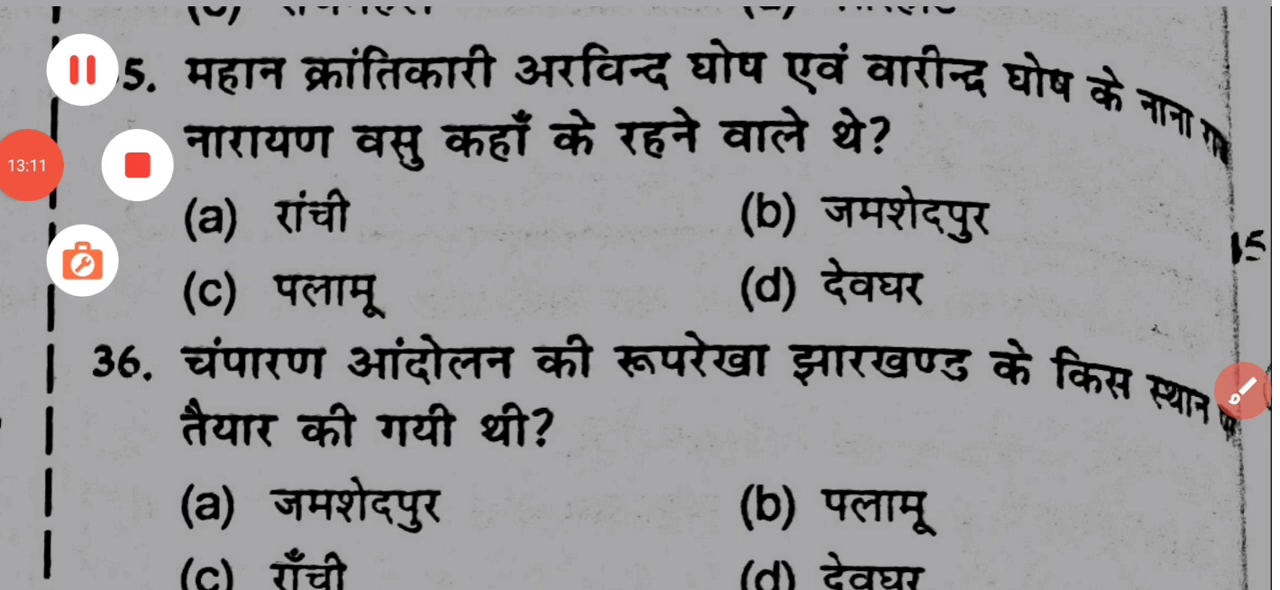 5. महान क्रांतिकारी अरविन्द घोष एवं वारीन्द्र घोष के नाना
नारायण वसु कहाँ के रहने वाले थे?
(a) रांची (b) जमशेदपुर
(c) पलामू (d) देवघर
36. चंपारण आंदोलन की रूपरेखा झारखण्ड के किस स्थान
तैयार की गयी थी?
(a) जमशेदपुर (b) पलामू
(c) राँची (d) देवघर
13:11
15